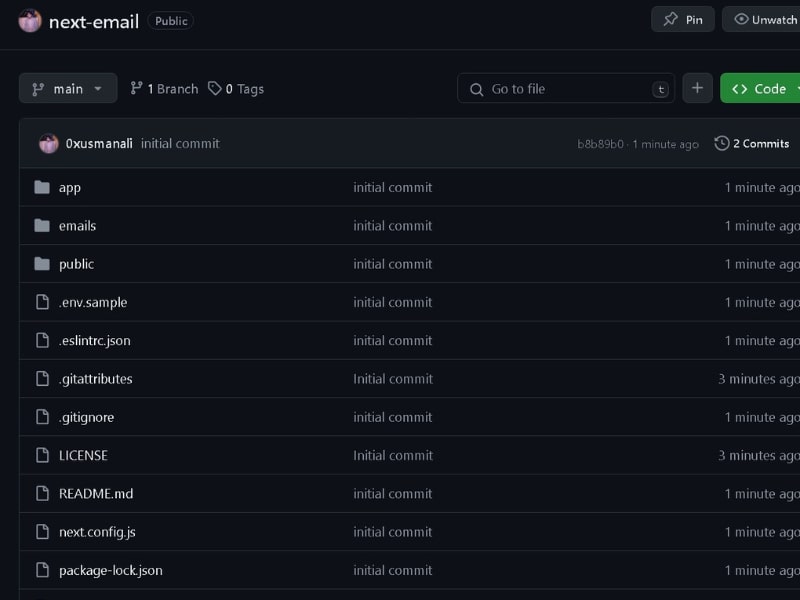 next-email Public Pin Unwatch
main 1 Branch 0 Tags Go to file t + Code
0xusmanali initial commit b8b89b0 · 1 minute ago 2 Commits
app initial commit 1 minute ago
emails initial commit 1 minute ago
public initial commit 1 minute ago
.env.sample initial commit 1 minute ago
.eslintrc.json initial commit 1 minute ago
.gitattributes Initial commit 3 minutes ago
.gitignore initial commit 1 minute ago
LICENSE Initial commit 3 minutes ago
README.md initial commit 1 minute ago
next.config.js initial commit 1 minute ago
package-lock.json initial commit 1 minute ago